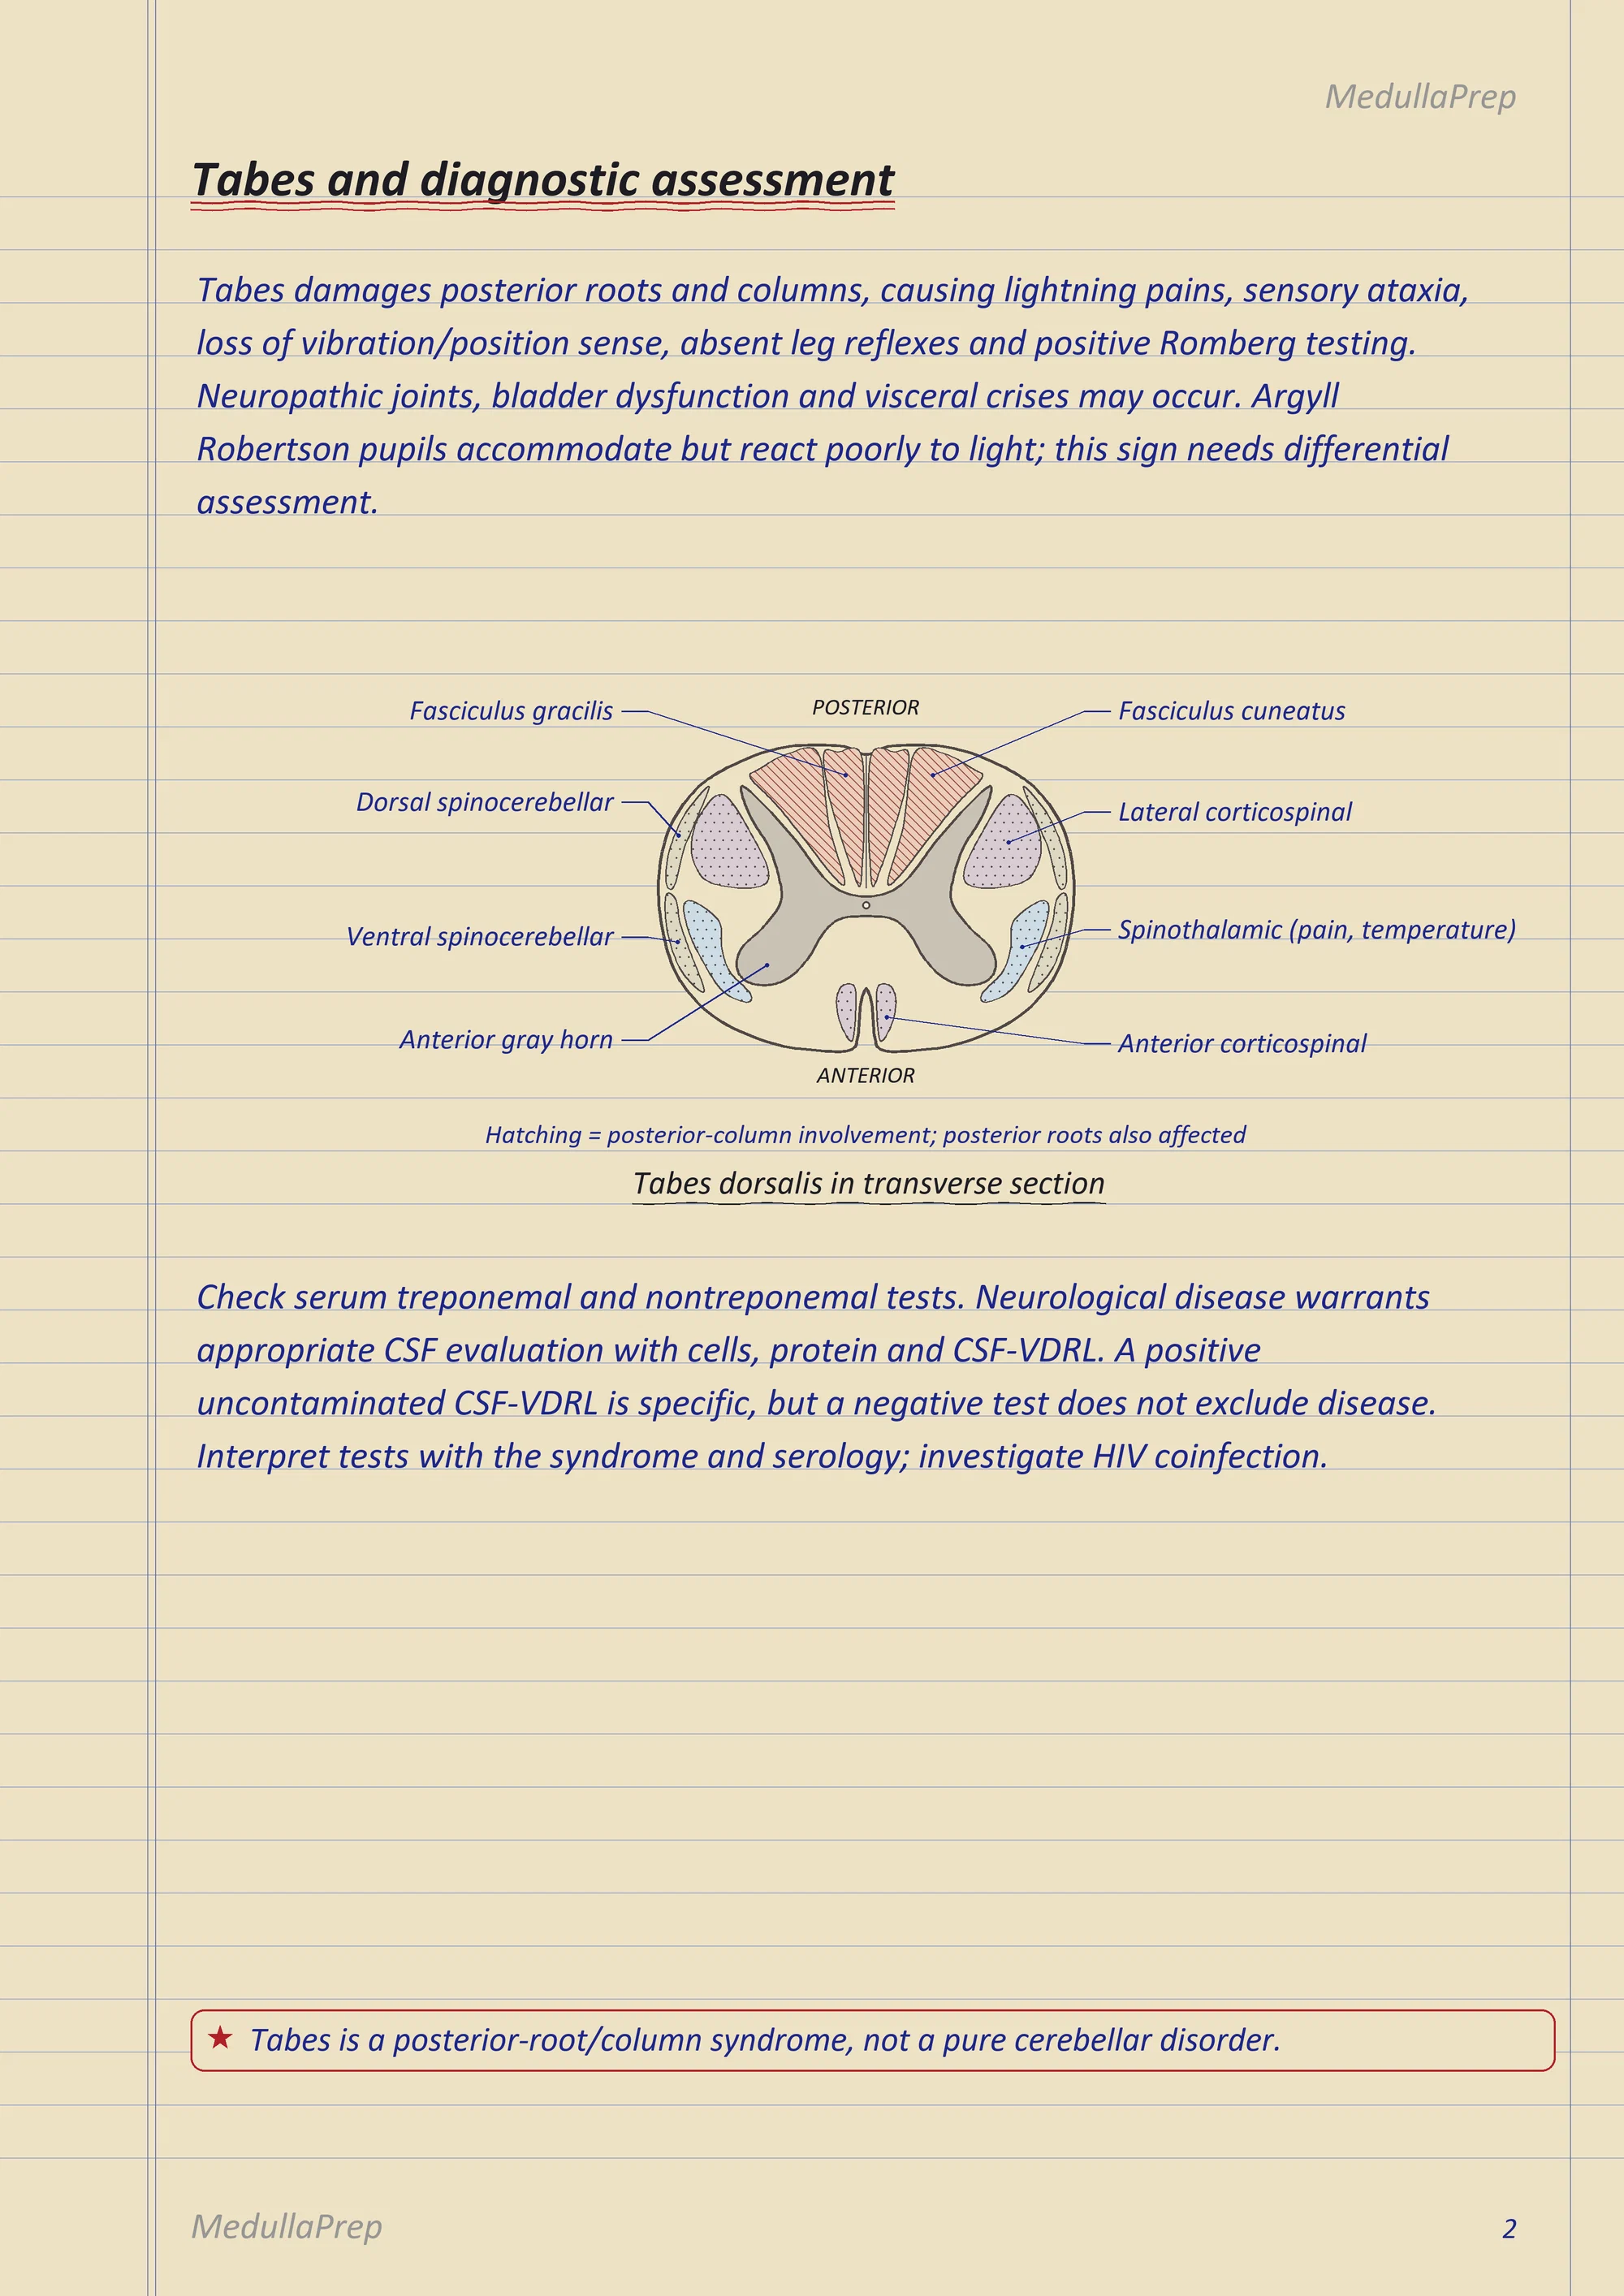 MedullaPrep
Tabes and diagnostic assessment
Tabes damages posterior roots and columns, causing lightning pains, sensory ataxia,
loss of vibration/position sense, absent leg reflexes and positive Romberg testing.
Neuropathic joints, bladder dysfunction and visceral crises may occur. Argyll
Robertson pupils accommodate but react poorly to light; this sign needs differential
assessment.
POSTERIOR
Fasciculus gracilis
Fasciculus cuneatus
Dorsal spinocerebellar
Lateral corticospinal
Ventral spinocerebellar
Spinothalamic (pain, temperature)
Anterior gray horn
Anterior corticospinal
ANTERIOR
Hatching = posterior-column involvement; posterior roots also affected
Tabes dorsalis in transverse section
Check serum treponemal and nontreponemal tests. Neurological disease warrants
appropriate CSF evaluation with cells, protein and CSF-VDRL. A positive
uncontaminated CSF-VDRL is specific, but a negative test does not exclude disease.
Interpret tests with the syndrome and serology; investigate HIV coinfection.
★ Tabes is a posterior-root/column syndrome, not a pure cerebellar disorder.
MedullaPrep
2